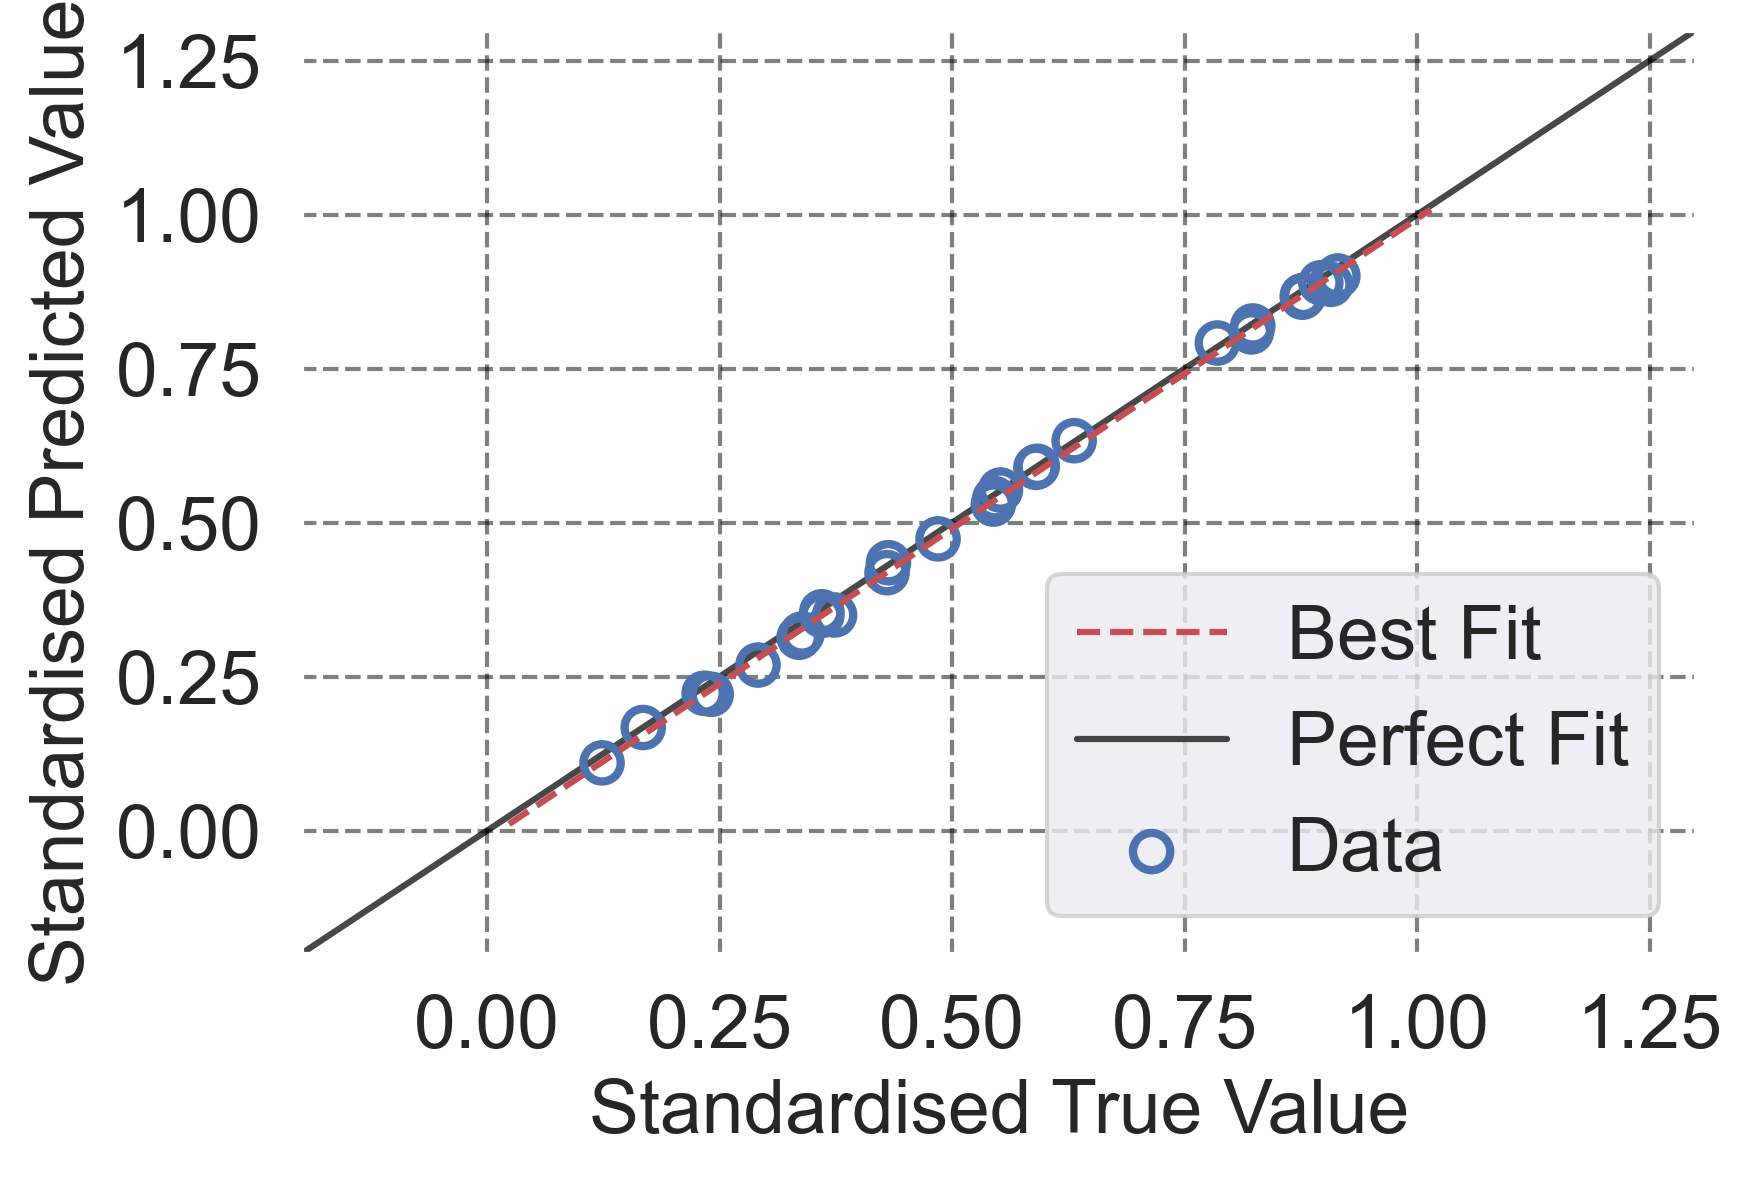 Standardised Predicted Value
1.25
1.00
0.75
0.50
0.25
0.00
Best Fit
Perfect Fit
Data
0.00 0.25 0.50 0.75 1.00 1.25
Standardised True Value